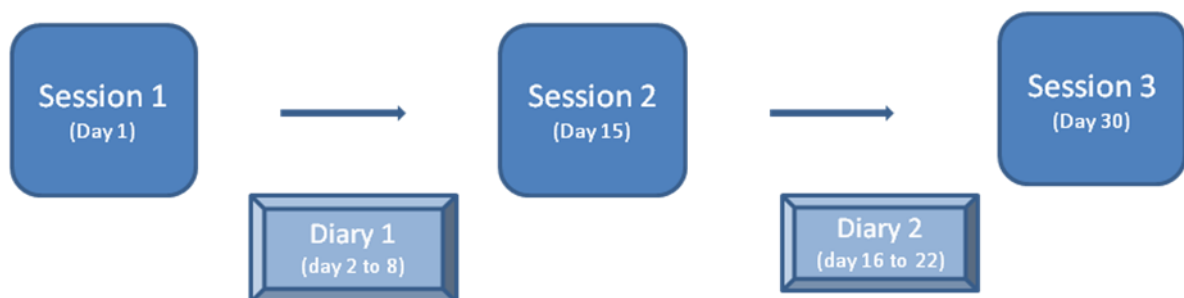 Session 1
(Day 1)
Session 2
(Day 15)
Session 3
(Day 30)
Diary 1
(day 2 to 8)
Diary 2
(day 16 to 22)